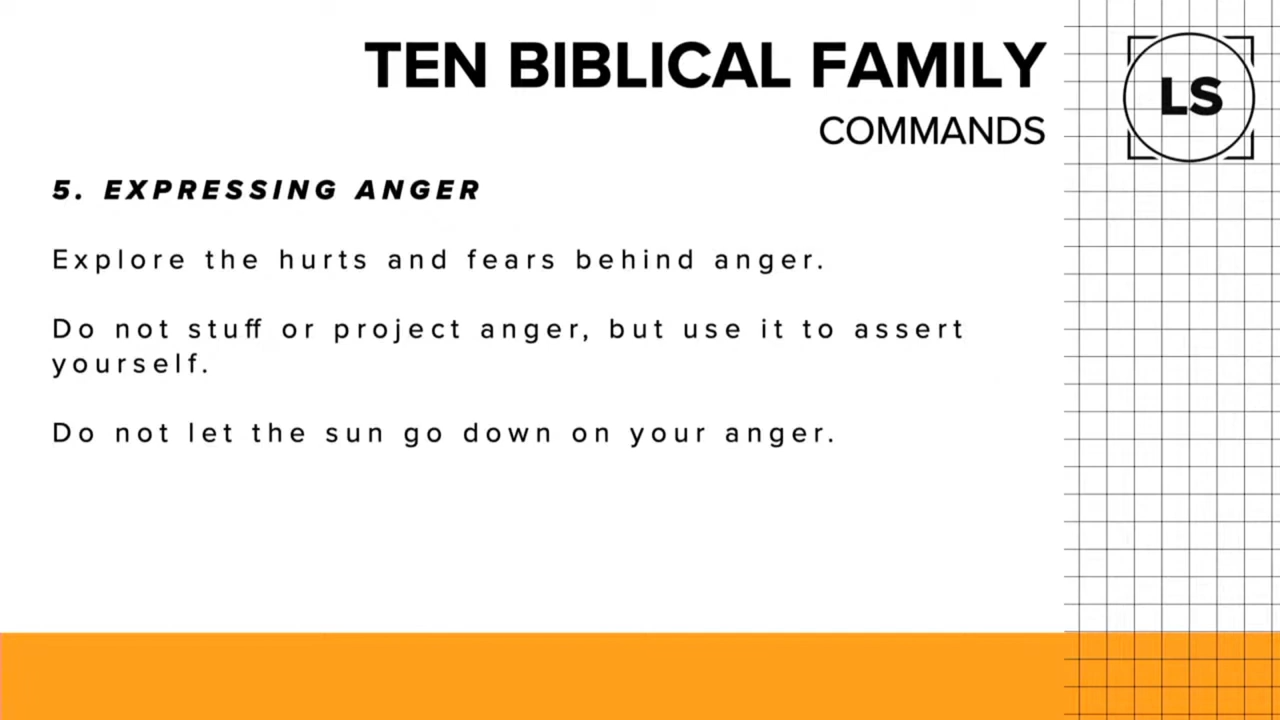 TEN BIBLICAL FAMILY
COMMANDS
LS
5. EXPRESSING ANGER
Explore the hurts and fears behind anger.
Do not stuff or project anger, but use it to assert
yourself.
Do not let the sun go down on your anger.